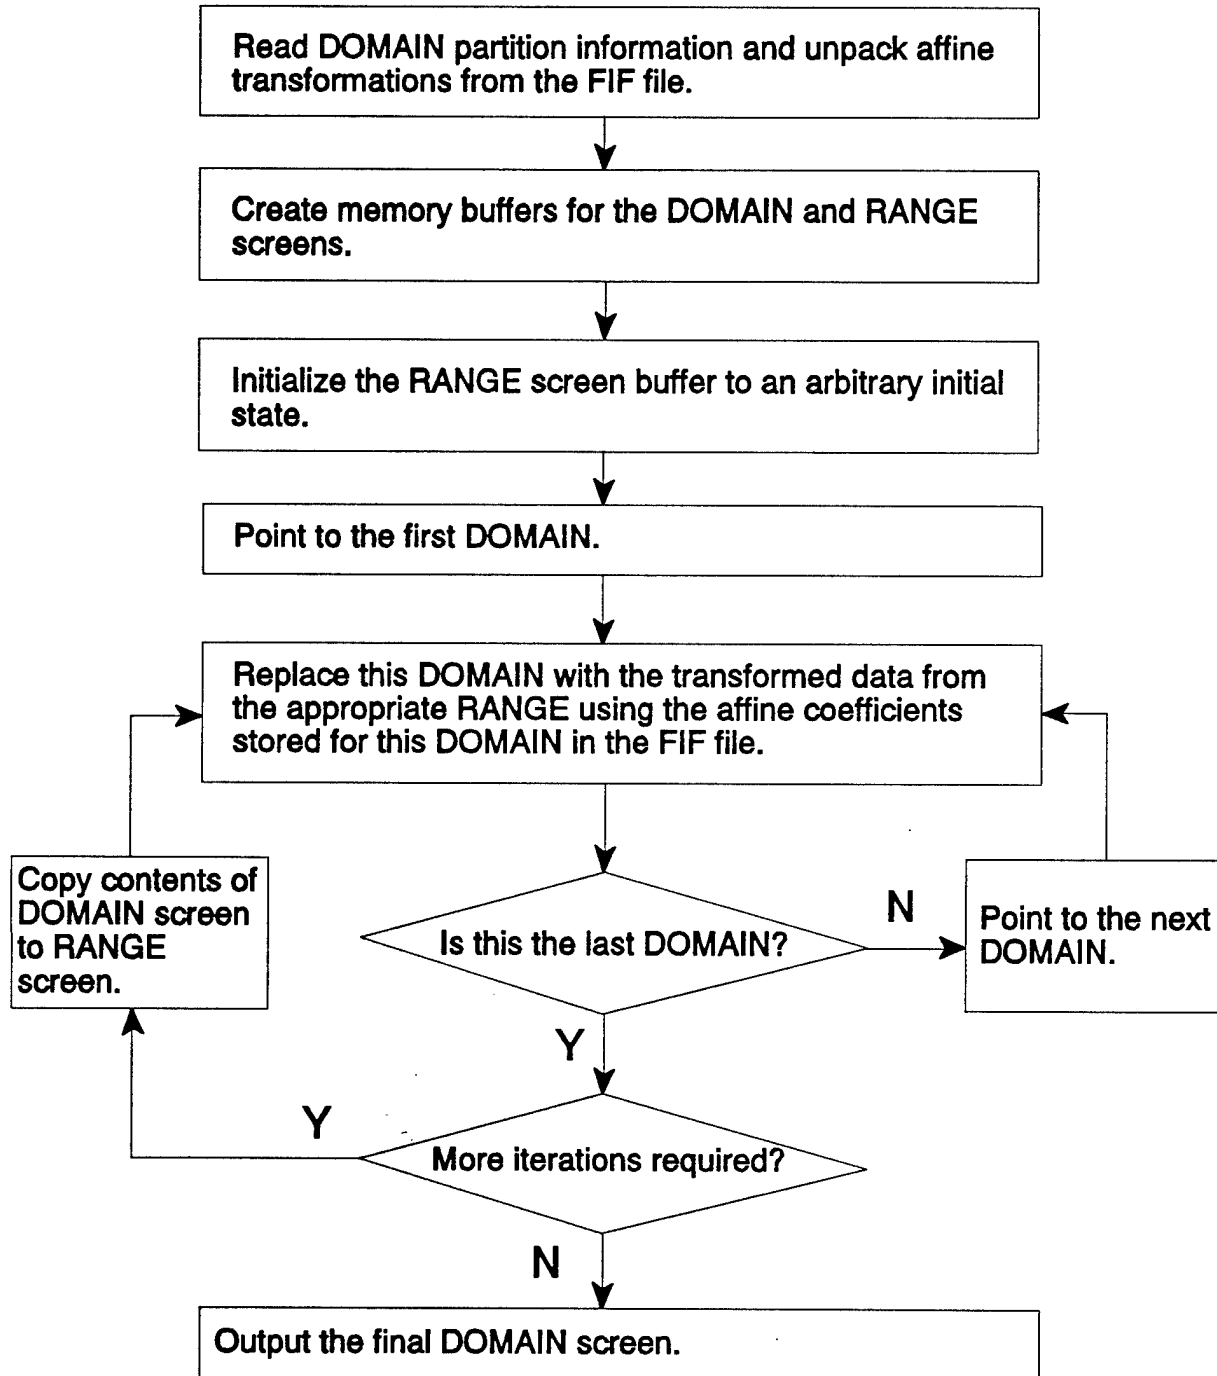 Read DOMAIN partition information and unpack affine
transformations from the FIF file.
Create memory buffers for the DOMAIN and RANGE
screens.
Initialize the RANGE screen buffer to an arbitrary initial
state.
Point to the first DOMAIN.
Replace this DOMAIN with the transformed data from
the appropriate RANGE using the affine coefficients
stored for this DOMAIN in the FIF file.
Copy contents of
DOMAIN screen
to RANGE
screen.
Is this the last DOMAIN?
N
Point to the next
DOMAIN.
Y
Y
More iterations required?
N
Output the final DOMAIN screen.